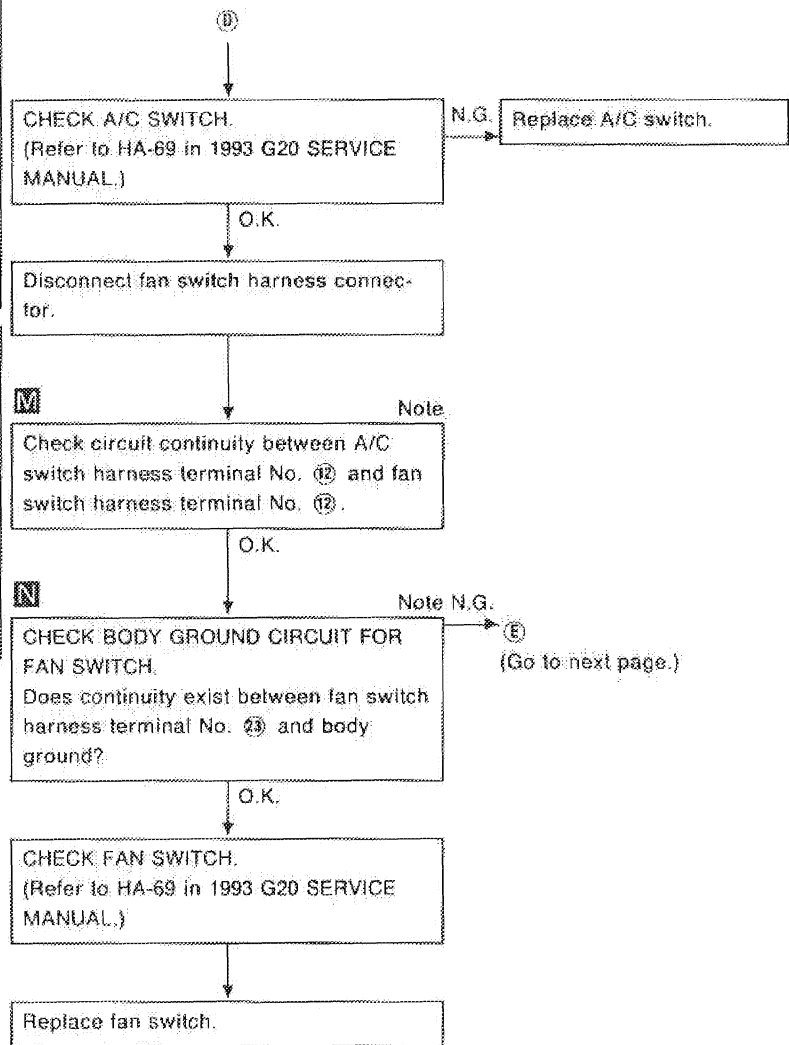 D
CHECK A/C SWITCH.
(Refer to HA-69 in 1993 G20 SERVICE
MANUAL.)
N.G.
Replace A/C switch.
O.K.
Disconnect fan switch harness connec-
tor.
M
Note
Check circuit continuity between A/C
switch harness terminal No. ⑫ and fan
switch harness terminal No. ⑫.
O.K.
N
Note N.G.
CHECK BODY GROUND CIRCUIT FOR
FAN SWITCH.
Does continuity exist between fan switch
harness terminal No. ㉓ and body
ground?
Ⓔ
(Go to next page.)
O.K.
CHECK FAN SWITCH.
(Refer to HA-69 in 1993 G20 SERVICE
MANUAL.)
Replace fan switch.